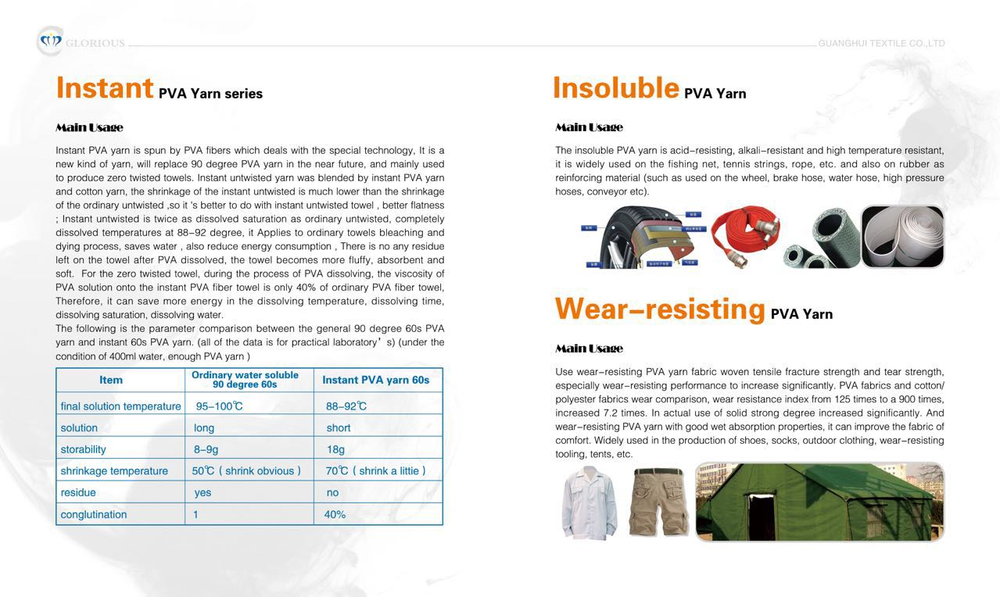 GLORIOUS
GUANGHUI TEXTILE CO.,LTD
Instant PVA Yarn series
Main Usage
Instant PVA yarn is spun by PVA fibers which deals with the special technology, It is a
new kind of yarn, will replace 90 degree PVA yarn in the near future, and mainly used
to produce zero twisted towels. Instant untwisted yarn was blended by instant PVA yarn
and cotton yarn, the shrinkage of the instant untwisted is much lower than the shrinkage
of the ordinary untwisted ,so it 's better to do with instant untwisted towel , better flatness
; Instant untwisted is twice as dissolved saturation as ordinary untwisted, completely
dissolved temperatures at 88–92 degree, it Applies to ordinary towels bleaching and
dying process, saves water , also reduce energy consumption , There is no any residue
left on the towel after PVA dissolved, the towel becomes more fluffy, absorbent and
soft. For the zero twisted towel, during the process of PVA dissolving, the viscosity of
PVA solution onto the instant PVA fiber towel is only 40% of ordinary PVA fiber towel,
Therefore, it can save more energy in the dissolving temperature, dissolving time,
dissolving saturation, dissolving water.
The following is the parameter comparison between the general 90 degree 60s PVA
yarn and instant 60s PVA yarn. (all of the data is for practical laboratory’ s) (under the
condition of 400ml water, enough PVA yarn )
Item
Ordinary water soluble
90 degree 60s
Instant PVA yarn 60s
final solution temperature 95–100℃ 88–92℃
solution long short
storability 8–9g 18g
shrinkage temperature 50℃ ( shrink obvious ) 70℃ ( shrink a littie )
residue yes no
conglutination 1 40%
Insoluble PVA Yarn
Main Usage
The insoluble PVA yarn is acid–resisting, alkali–resistant and high temperature resistant,
it is widely used on the fishing net, tennis strings, rope, etc. and also on rubber as
reinforcing material (such as used on the wheel, brake hose, water hose, high pressure
hoses, conveyor etc).
Wear–resisting PVA Yarn
Main Usage
Use wear–resisting PVA yarn fabric woven tensile fracture strength and tear strength,
especially wear–resisting performance to increase significantly. PVA fabrics and cotton/
polyester fabrics wear comparison, wear resistance index from 125 times to a 900 times,
increased 7.2 times. In actual use of solid strong degree increased significantly. And
wear–resisting PVA yarn with good wet absorption properties, it can improve the fabric of
comfort. Widely used in the production of shoes, socks, outdoor clothing, wear–resisting
tooling, tents, etc.